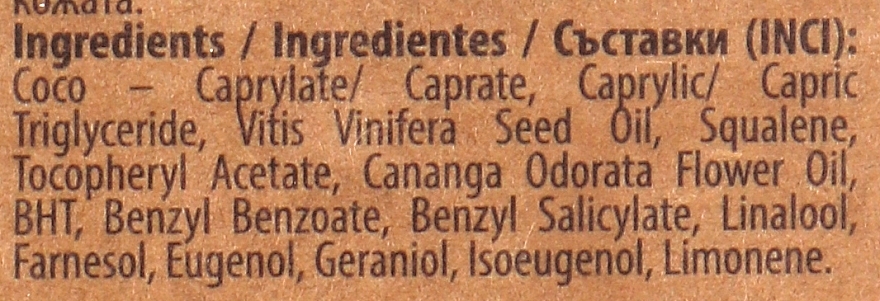 кожата.
Ingredients / Ingredientes / Съставки (INCI):
Coco – Caprylate/ Caprate, Caprylic/ Capric
Triglyceride, Vitis Vinifera Seed Oil, Squalene,
Tocopheryl Acetate, Cananga Odorata Flower Oil,
BHT, Benzyl Benzoate, Benzyl Salicylate, Linalool,
Farnesol, Eugenol, Geraniol, Isoeugenol, Limonene.